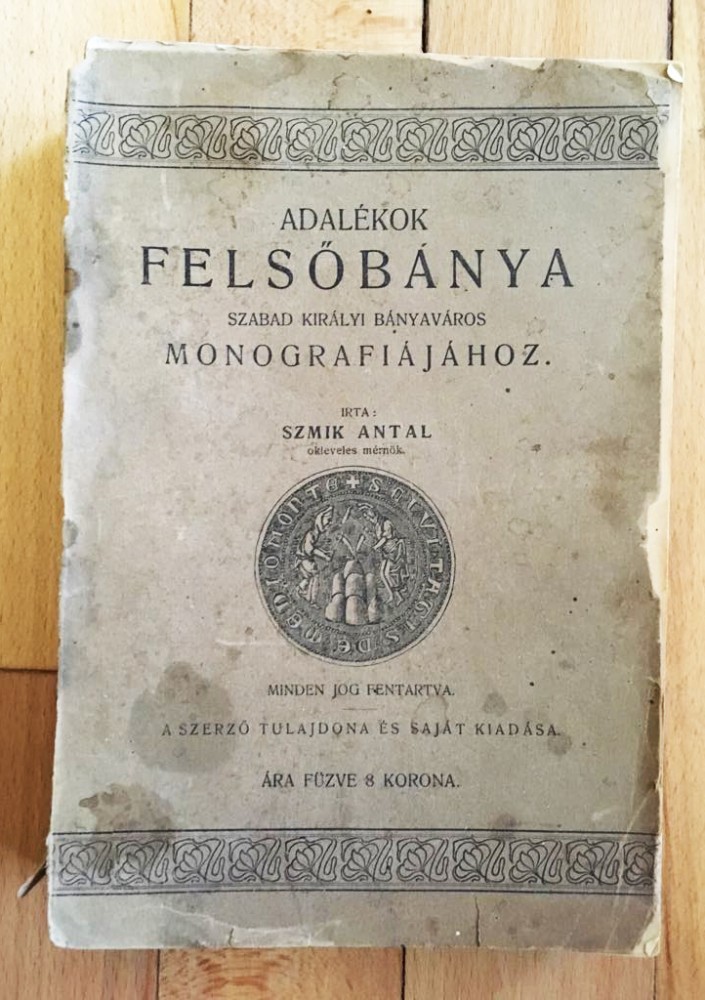 ADALÉKOK
FELSŐBÁNYA
SZABAD KIRÁLYI BÁNYAVÁROS
MONOGRAFIÁJÁHOZ.
IRTA:
SZMIK ANTAL
okleveles mérnök.
MINDEN JOG FENTARTVA.
A SZERZŐ TULAJDONA ÉS SAJÁT KIADÁSA.
ÁRA FŰZVE 8 KORONA.